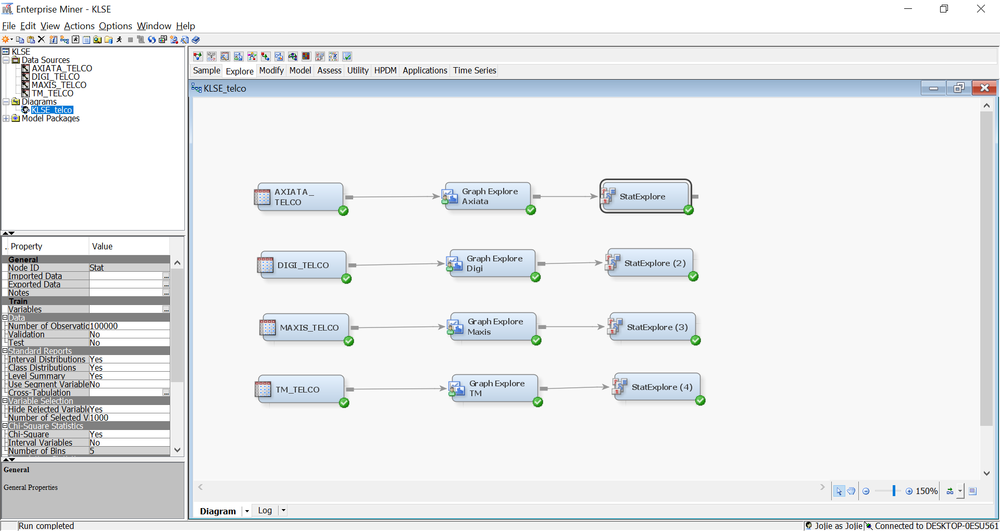 Enterprise Miner - KLSE
File Edit View Actions Options Window Help
KLSE
Data Sources
AXIATA_TELCO
DIGI_TELCO
MAXIS_TELCO
TM_TELCO
Diagrams
KLSE_telco
Model Packages
Sample Explore Modify Model Assess Utility HPDM Applications Time Series
KLSE_telco
AXIATA_
TELCO
Graph Explore
Axiata
StatExplore
DIGI_TELCO
Graph Explore
Digi
StatExplore (2)
MAXIS_TELCO
Graph Explore
Maxis
StatExplore (3)
TM_TELCO
Graph Explore
TM
StatExplore (4)
.. Property Value
General
Node ID Stat
Imported Data ...
Exported Data ...
Notes ...
Train
Variables ...
Data
Number of Observatio 100000
Validation No
Test No
Standard Reports
Interval Distributions Yes
Class Distributions Yes
Level Summary Yes
Use Segment Variable No
Cross-Tabulation ...
Variable Selection
Hide Rejected Variable Yes
Number of Selected V 1000
Chi-Square Statistics
Chi-Square Yes
Interval Variables No
Number of Bins 5
General
General Properties
150%
Diagram Log
Run completed
Jojie as Jojie Connected to DESKTOP-0ESU561